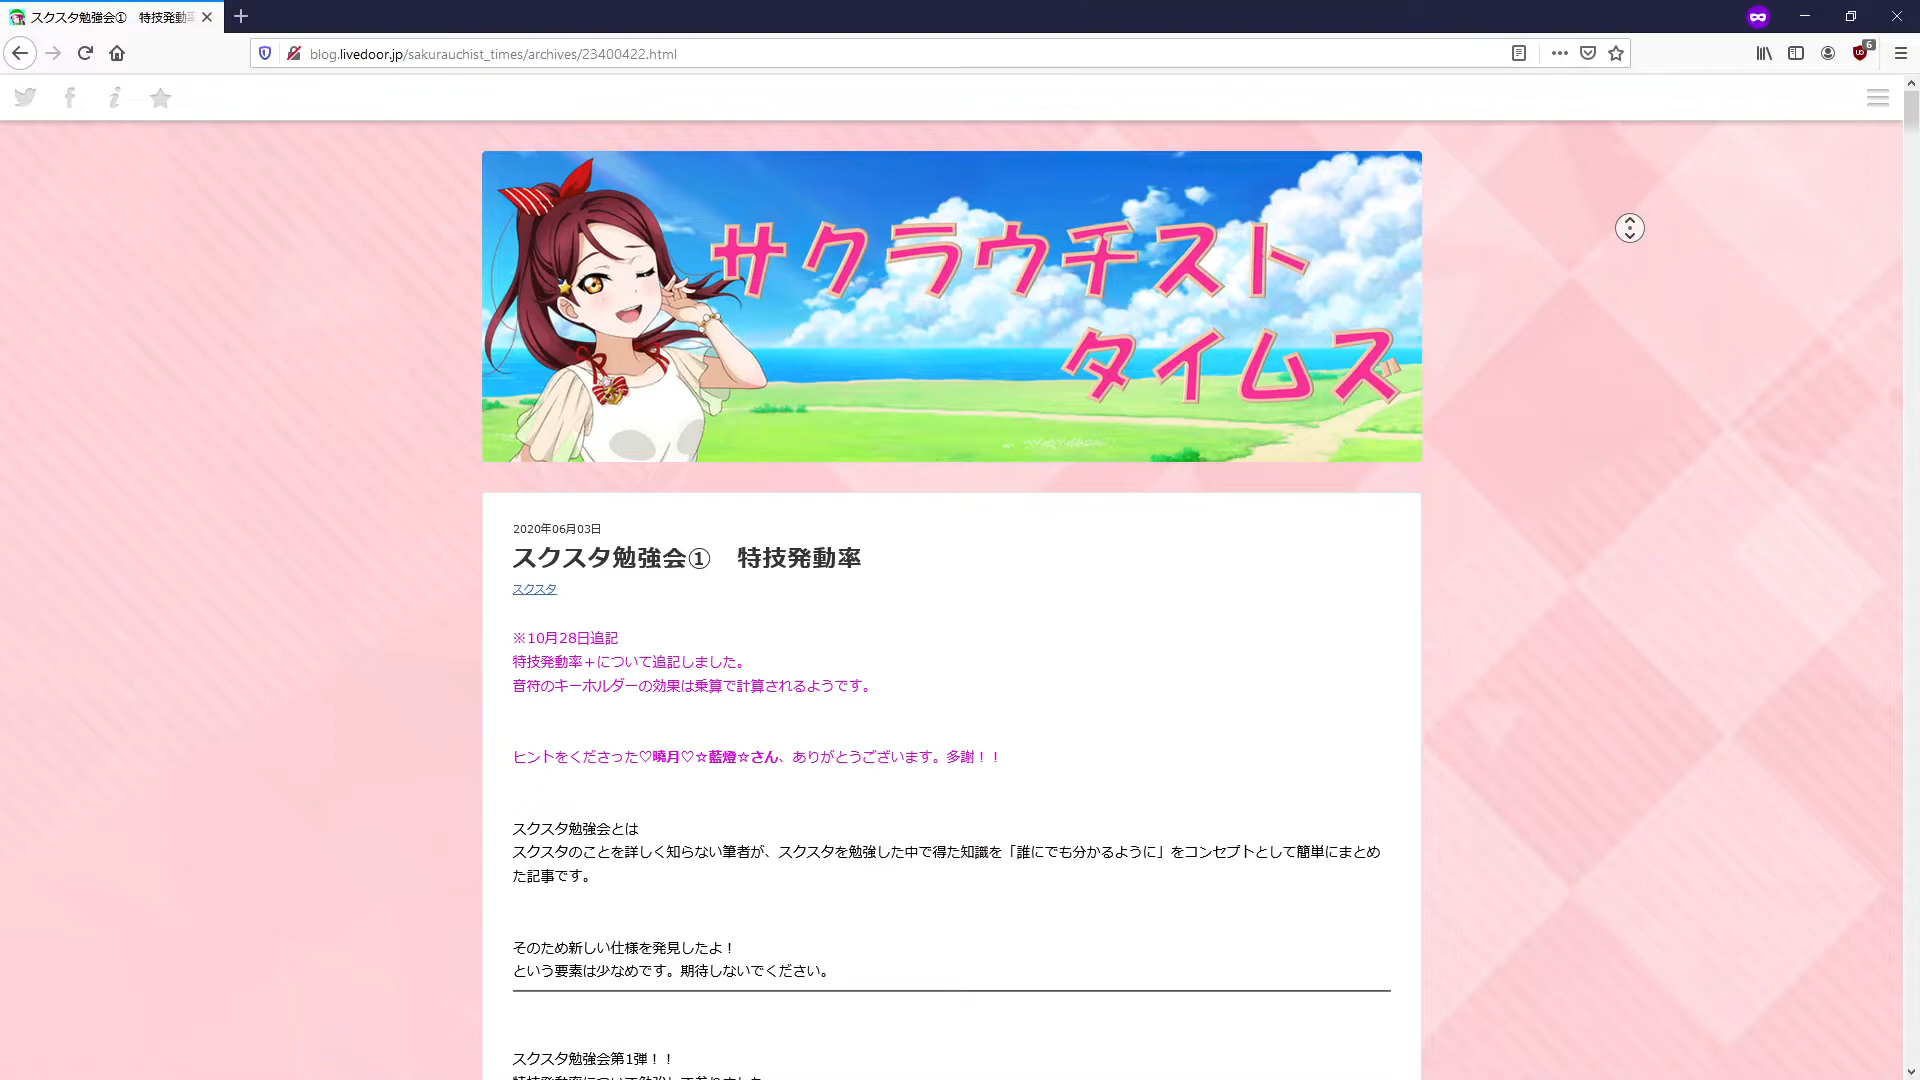 スクスタ勉強会① 特技発動率
blog.livedoor.jp/sakurauchist_times/archives/23400422.html
6
サクラウチスト
タイムズ
2020年06月03日
スクスタ勉強会① 特技発動率
スクスタ
※10月28日追記
特技発動率＋について追記しました。
音符のキーホルダーの効果は乗算で計算されるようです。
ヒントをくださった♡曉月♡☆藍燈☆さん、ありがとうございます。多謝！！
スクスタ勉強会とは
スクスタのことを詳しく知らない筆者が、スクスタを勉強した中で得た知識を「誰にでも分かるように」をコンセプトとして簡単にまとめ
た記事です。
そのため新しい仕様を発見したよ！
という要素は少なめです。期待しないでください。
スクスタ勉強会第1弾！！